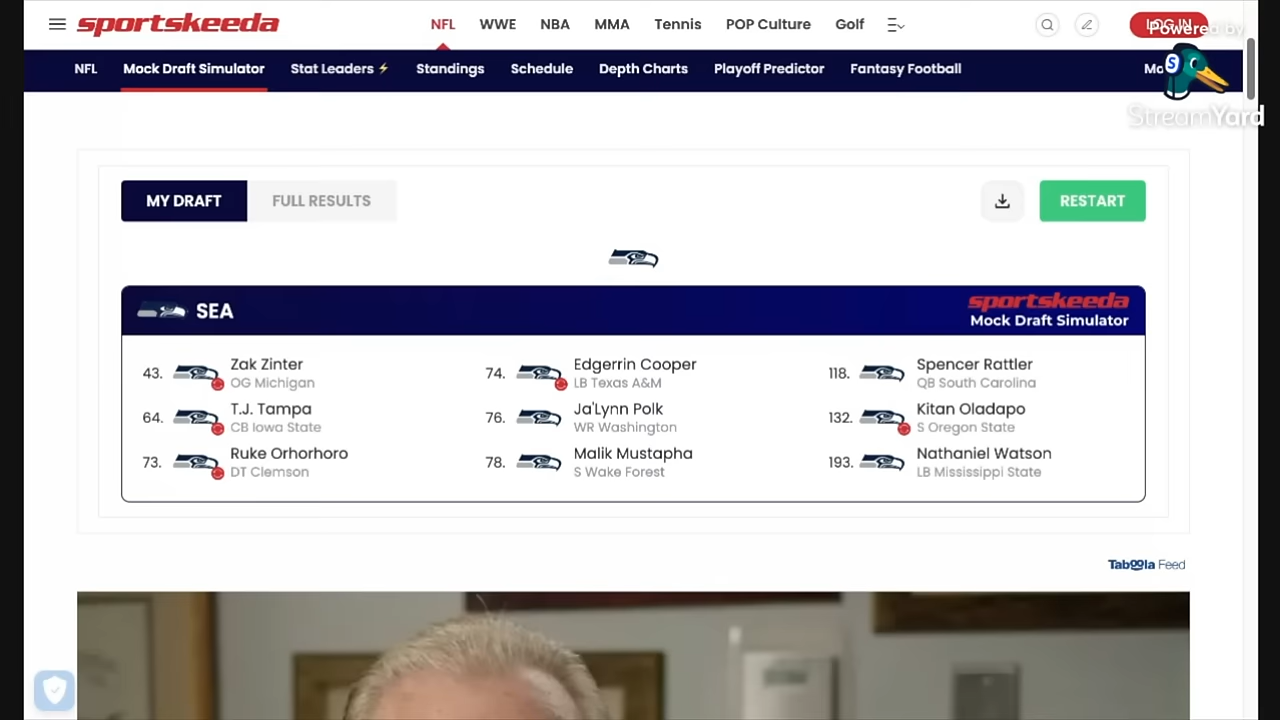 sportskeeda
NFL WWE NBA MMA Tennis POP Culture Golf
LOG IN
Powered by
NFL Mock Draft Simulator Stat Leaders⚡ Standings Schedule Depth Charts Playoff Predictor Fantasy Football Mo
S
StreamYard
MY DRAFT FULL RESULTS RESTART
SEA
sportskeeda
Mock Draft Simulator
43. Zak Zinter
OG Michigan
64. T.J. Tampa
CB Iowa State
73. Ruke Orhorhoro
DT Clemson
74. Edgerrin Cooper
LB Texas A&M
76. Ja'Lynn Polk
WR Washington
78. Malik Mustapha
S Wake Forest
118. Spencer Rattler
QB South Carolina
132. Kitan Oladapo
S Oregon State
193. Nathaniel Watson
LB Mississippi State
Taboola Feed